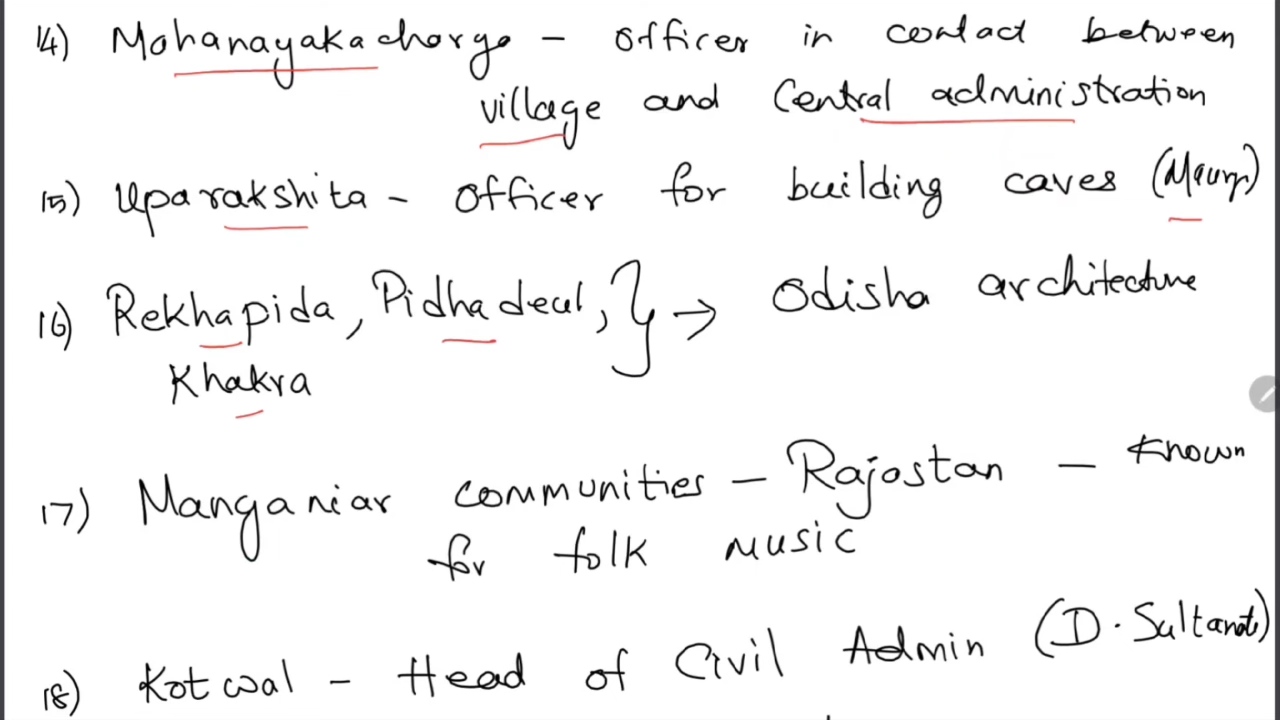 14) Mahanayakacharya - officer in contact between
village and Central administration
15) Uparakshita - officer for building caves (Maurya)
16) Rekhapida, Pidhadeul, } → Odisha architecture
Khakra
17) Manganiar communities - Rajostan - known
for folk music
18) Kotwal - Head of Civil Admin (D. Sultanate)